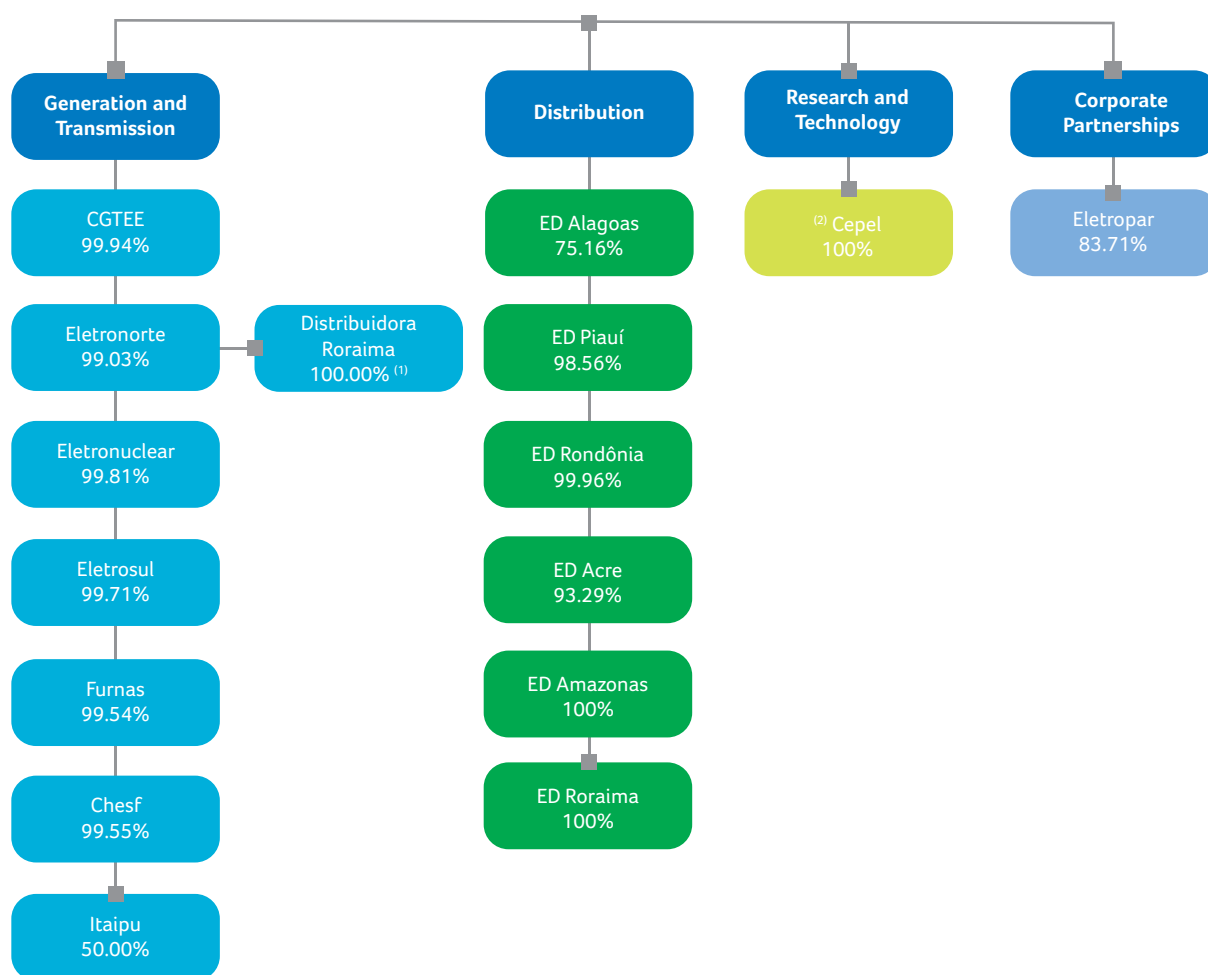 Generation and
Transmission
Distribution
Research and
Technology
Corporate
Partnerships
CGTEE
99.94%
Eletronorte
99.03%
Distribuidora
Roraima
100.00% (1)
Eletronuclear
99.81%
Eletrosul
99.71%
Furnas
99.54%
Chesf
99.55%
Itaipu
50.00%
ED Alagoas
75.16%
ED Piauí
98.56%
ED Rondônia
99.96%
ED Acre
93.29%
ED Amazonas
100%
ED Roraima
100%
(2) Cepel
100%
Eletropar
83.71%